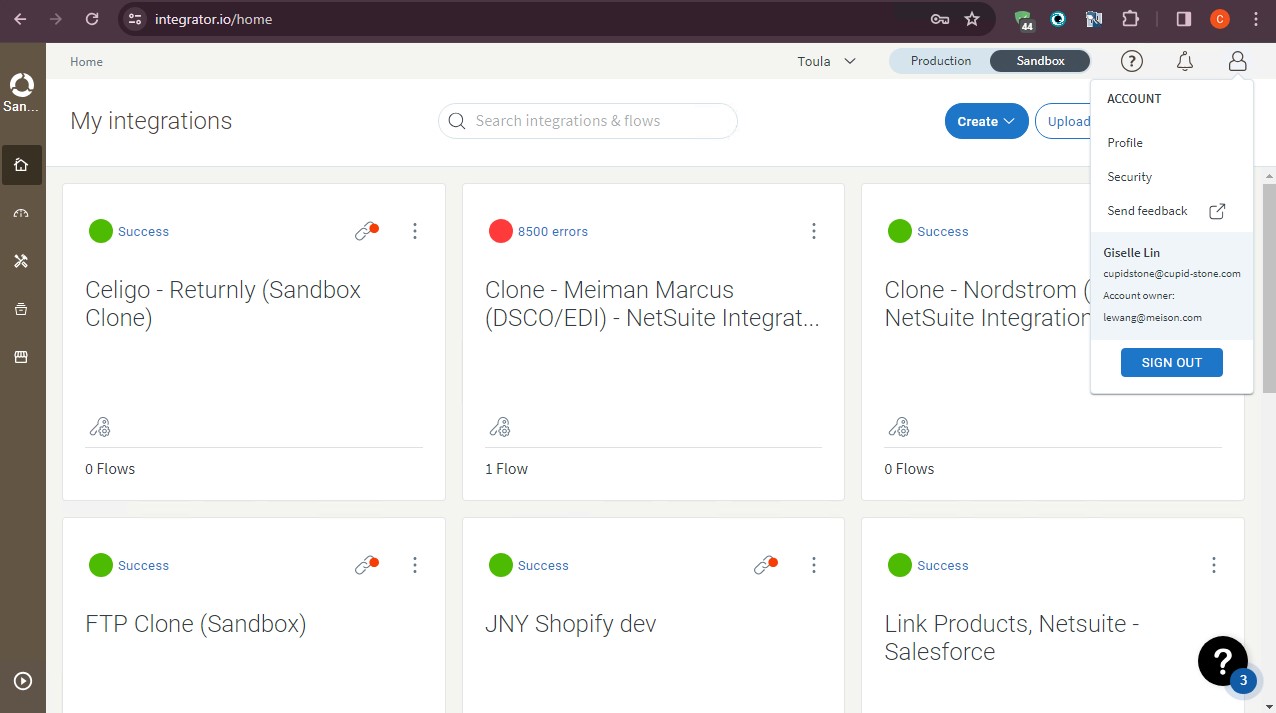 integrator.io/home
44
C
San...
Home
Toula
Production
Sandbox
?
My integrations
Search integrations & flows
Create
Upload
ACCOUNT
Profile
Security
Send feedback
Giselle Lin
cupidstone@cupid-stone.com
Account owner:
lewang@meison.com
SIGN OUT
Success
Celigo - Returnly (Sandbox
Clone)
0 Flows
8500 errors
Clone - Meiman Marcus
(DSCO/EDI) - NetSuite Integrat...
1 Flow
Success
Clone - Nordstrom (
NetSuite Integration
0 Flows
Success
FTP Clone (Sandbox)
Success
JNY Shopify dev
Success
Link Products, Netsuite -
Salesforce
?
3